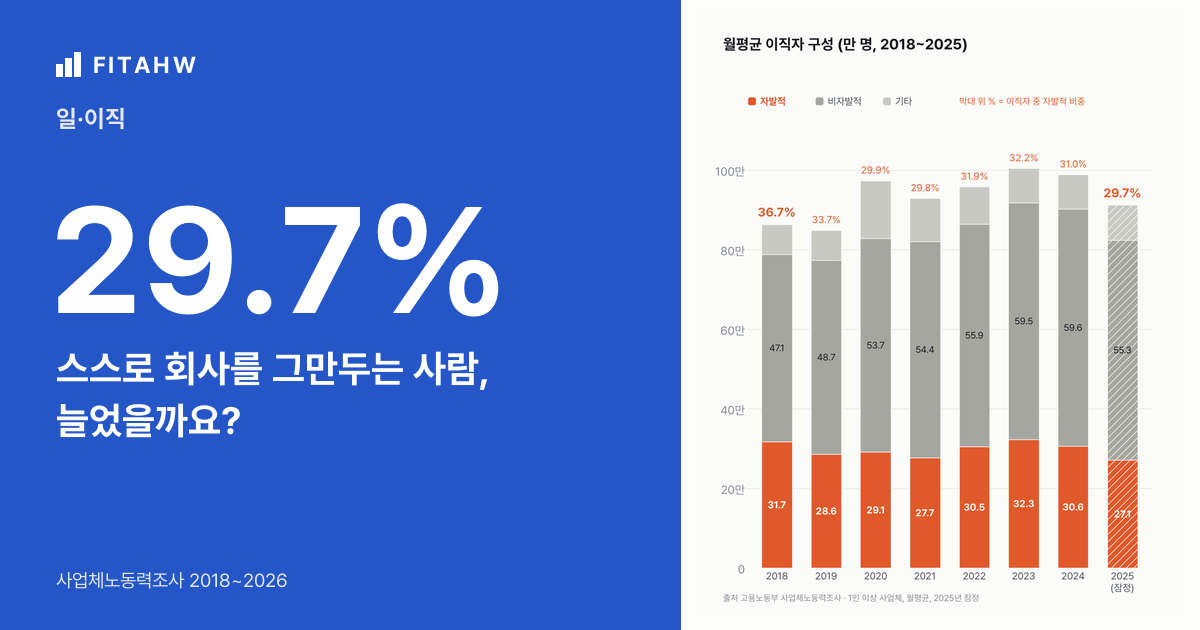 FITAHW
일·이직
29.7%
스스로 회사를 그만두는 사람,
늘었을까요?
사업체노동력조사 2018~2026
월평균 이직자 구성 (만 명, 2018~2025)
자발적 비자발적 기타 막대 위 % = 이직자 중 자발적 비중
100만
80만
60만
40만
20만
0
36.7% 33.7% 29.9% 29.8% 31.9% 32.2% 31.0% 29.7%
47.1 48.7 53.7 54.4 55.9 59.5 59.6 55.3
31.7 28.6 29.1 27.7 30.5 32.3 30.6 27.1
2018 2019 2020 2021 2022 2023 2024 2025
(잠정)
출처 고용노동부 사업체노동력조사 · 1인 이상 사업체, 월평균, 2025년 잠정